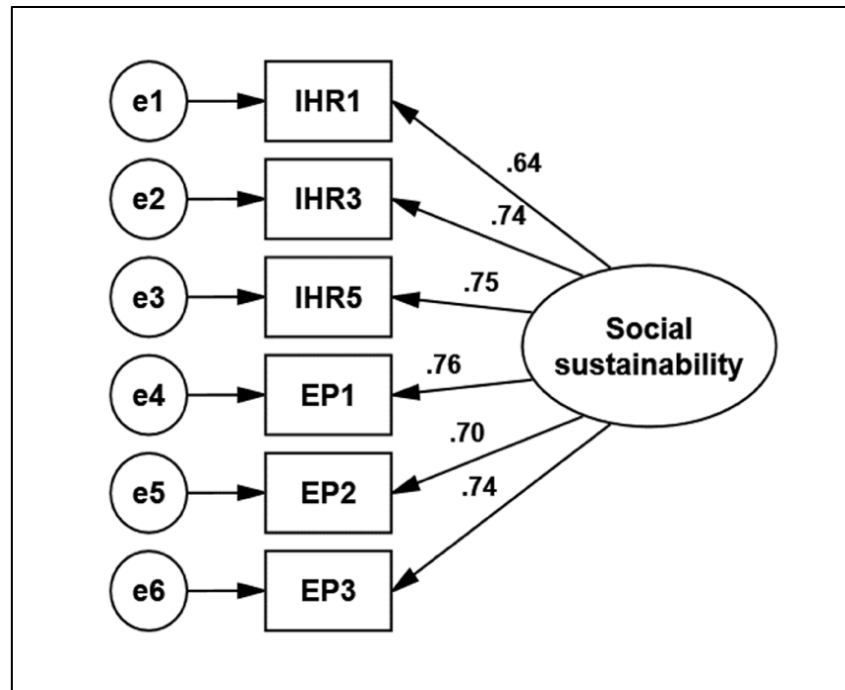 e1 IHR1
.64
e2 IHR3
.74
e3 IHR5
.75
Social
sustainability
e4 EP1
.76
e5 EP2
.70
e6 EP3
.74